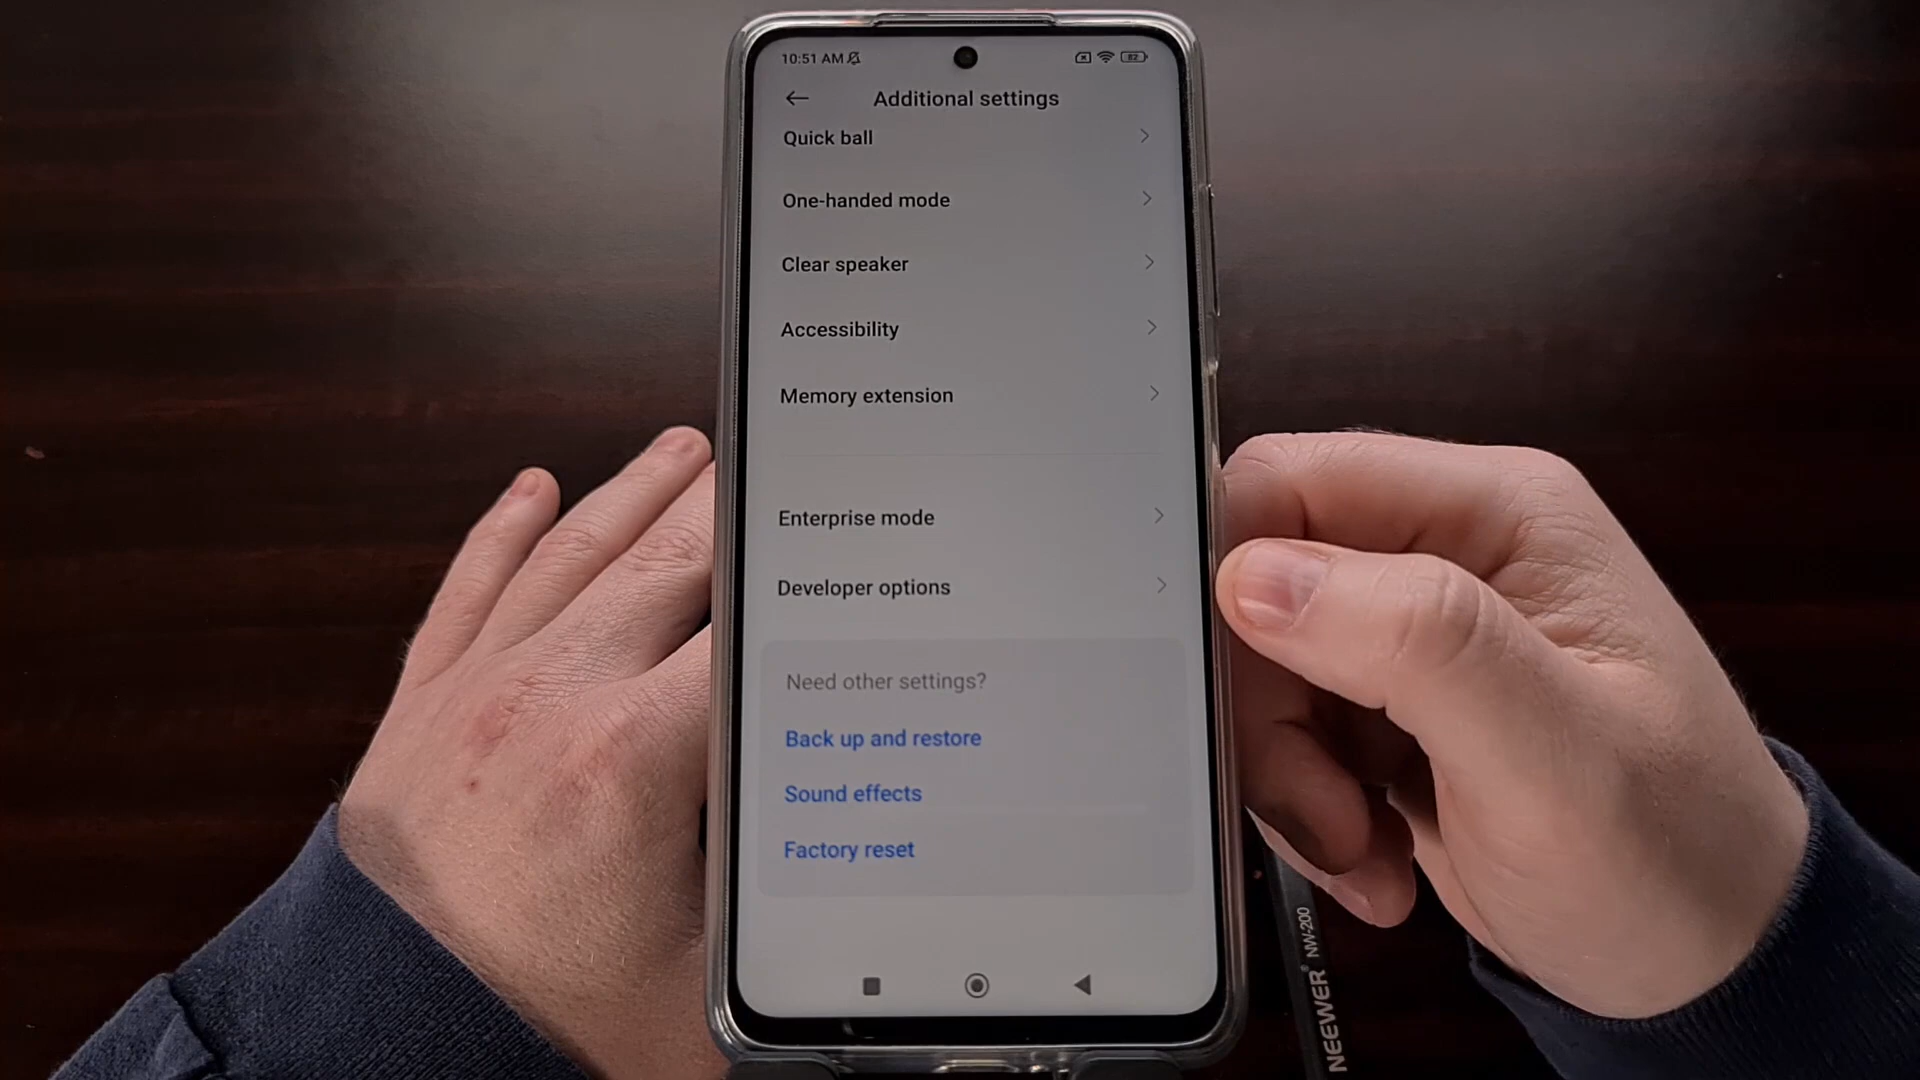 10:51 AM
82
Additional settings
Quick ball
One-handed mode
Clear speaker
Accessibility
Memory extension
Enterprise mode
Developer options
Need other settings?
Back up and restore
Sound effects
Factory reset
NEEWER® NW-200